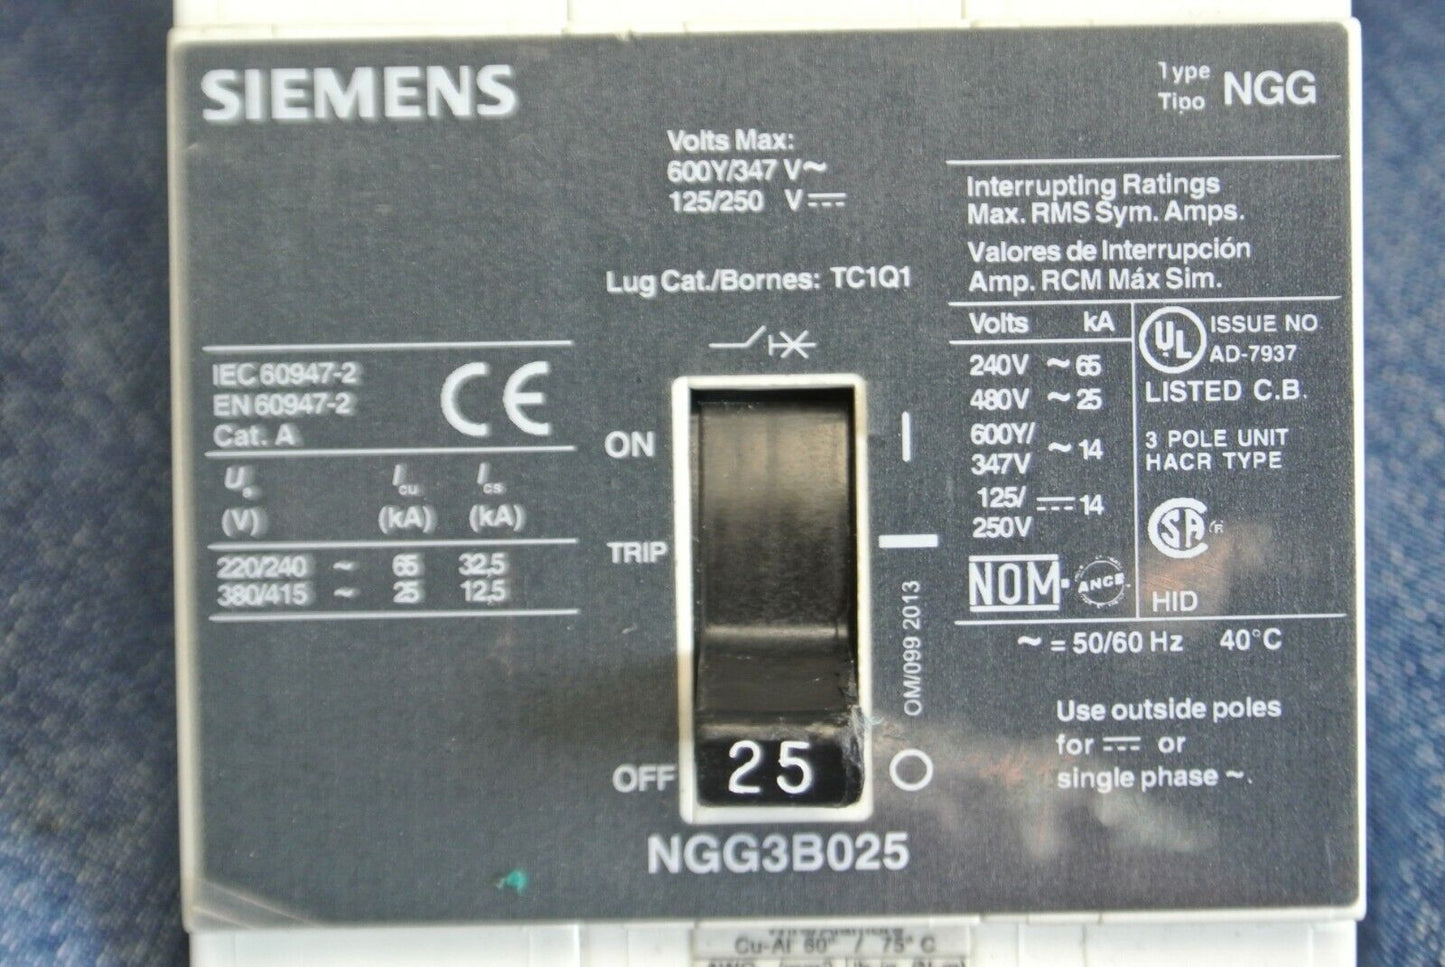 SIEMENS
Type
Tipo NGG
Volts Max:
600Y/347 V~
125/250 V⎓
Interrupting Ratings
Max. RMS Sym. Amps.
Valores de Interrupción
Amp. RCM Máx Sim.
Lug Cat./Bornes: TC1Q1
Volts kA
240V ~ 65
480V ~ 25
600Y/
347V ~ 14
125/
250V ⎓ 14
UL
ISSUE NO
AD-7937
LISTED C.B.
3 POLE UNIT
HACR TYPE
CSA R
HID
NOM·ANCE
~ = 50/60 Hz 40°C
Use outside poles
for ⎓ or
single phase ~.
IEC 60947-2
EN 60947-2
Cat. A
CE
Ue Icu Ics
(V) (kA) (kA)
220/240 ~ 65 32.5
380/415 ~ 25 12.5
ON
TRIP
OFF
25
OM/099 2013
NGG3B025
Cu-Al 60° / 75° C